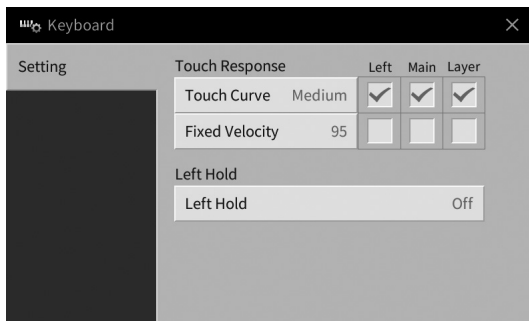 Keyboard
Setting
Touch Response Left Main Layer
Touch Curve Medium
Fixed Velocity 95
Left Hold
Left Hold Off